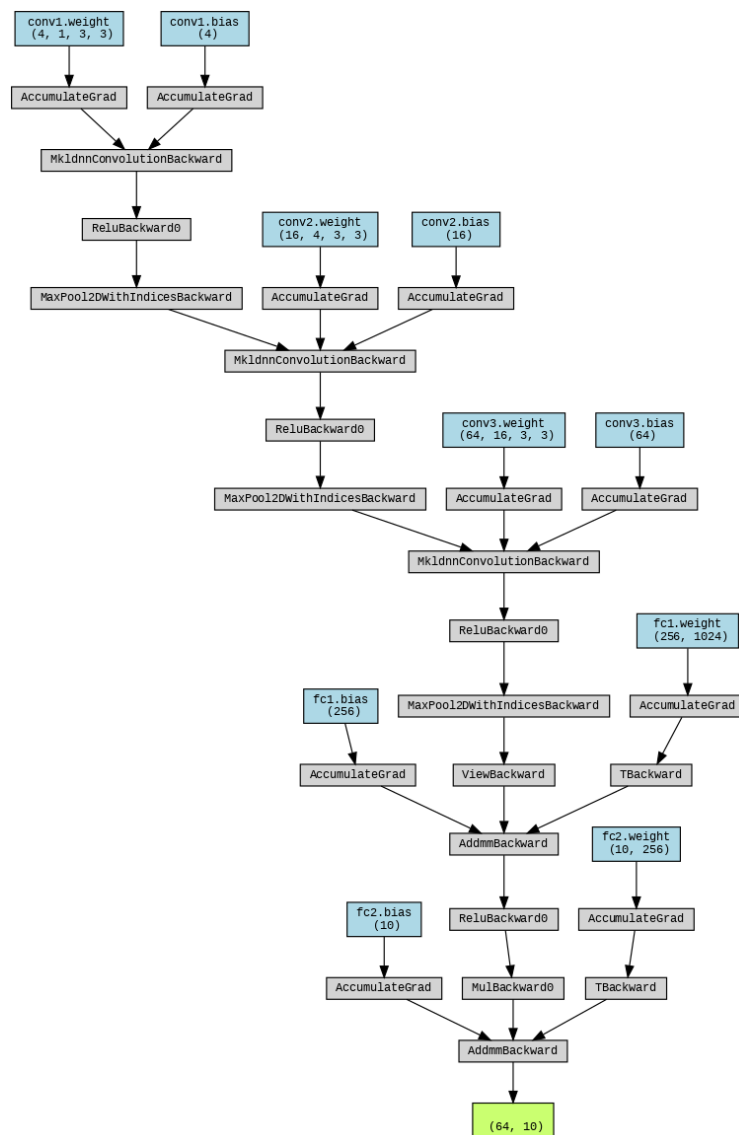 conv1.weight
(4, 1, 3, 3)
conv1.bias
(4)
AccumulateGrad
AccumulateGrad
MkldnnConvolutionBackward
ReluBackward0
conv2.weight
(16, 4, 3, 3)
conv2.bias
(16)
MaxPool2DWithIndicesBackward
AccumulateGrad
AccumulateGrad
MkldnnConvolutionBackward
ReluBackward0
conv3.weight
(64, 16, 3, 3)
conv3.bias
(64)
MaxPool2DWithIndicesBackward
AccumulateGrad
AccumulateGrad
MkldnnConvolutionBackward
ReluBackward0
fc1.weight
(256, 1024)
fc1.bias
(256)
MaxPool2DWithIndicesBackward
AccumulateGrad
AccumulateGrad
ViewBackward
TBackward
AddmmBackward
fc2.weight
(10, 256)
fc2.bias
(10)
ReluBackward0
AccumulateGrad
AccumulateGrad
MulBackward0
TBackward
AddmmBackward
(64, 10)